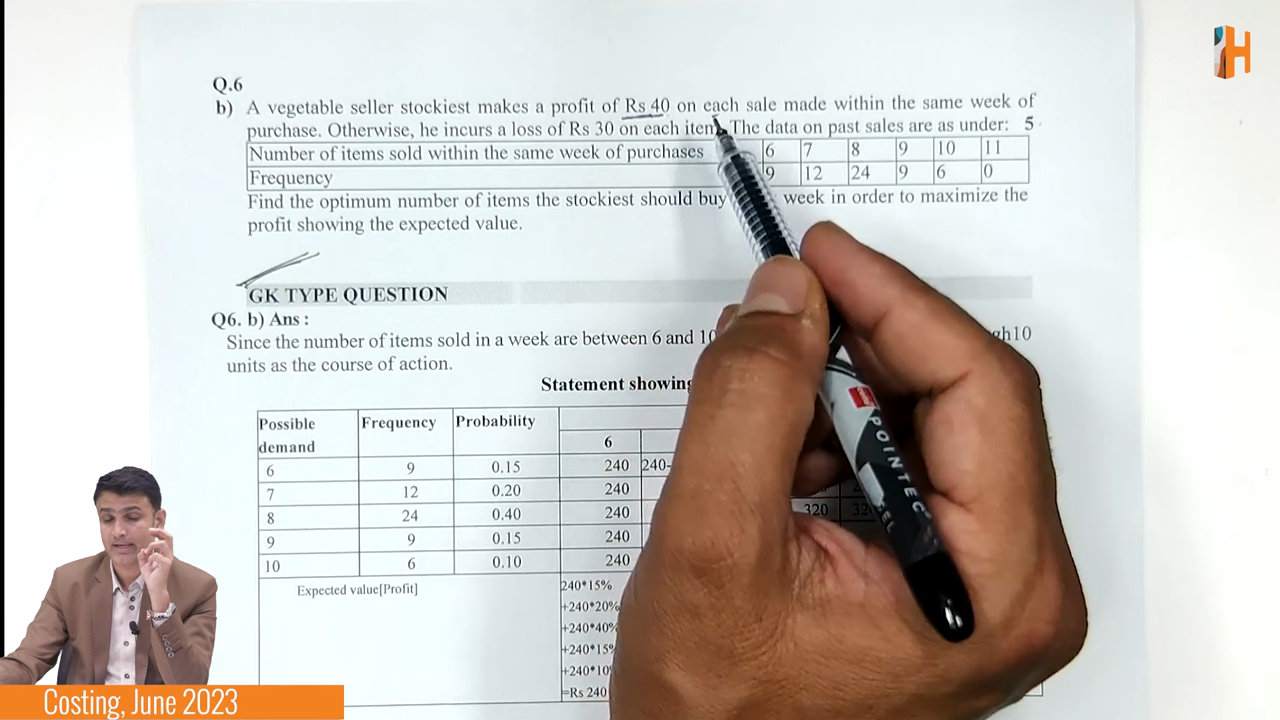 H
Q.6
b) A vegetable seller stockiest makes a profit of Rs 40 on each sale made within the same week of
purchase. Otherwise, he incurs a loss of Rs 30 on each item. The data on past sales are as under: 5
Number of items sold within the same week of purchases 6 7 8 9 10 11
Frequency 9 12 24 9 6 0
Find the optimum number of items the stockiest should buy week in order to maximize the
profit showing the expected value.
GK TYPE QUESTION
Q6. b) Ans :
Since the number of items sold in a week are between 6 and 10
units as the course of action.
Statement showing
Possible demand Frequency Probability
6
6 9 0.15 240 240-
7 12 0.20 240
8 24 0.40 240 320
9 9 0.15 240
10 6 0.10 240
Expected value[Profit] 240*15%
+240*20%
+240*40%
+240*15%
+240*10
=Rs 240
cello
POINTEC
GEL
Costing, June 2023